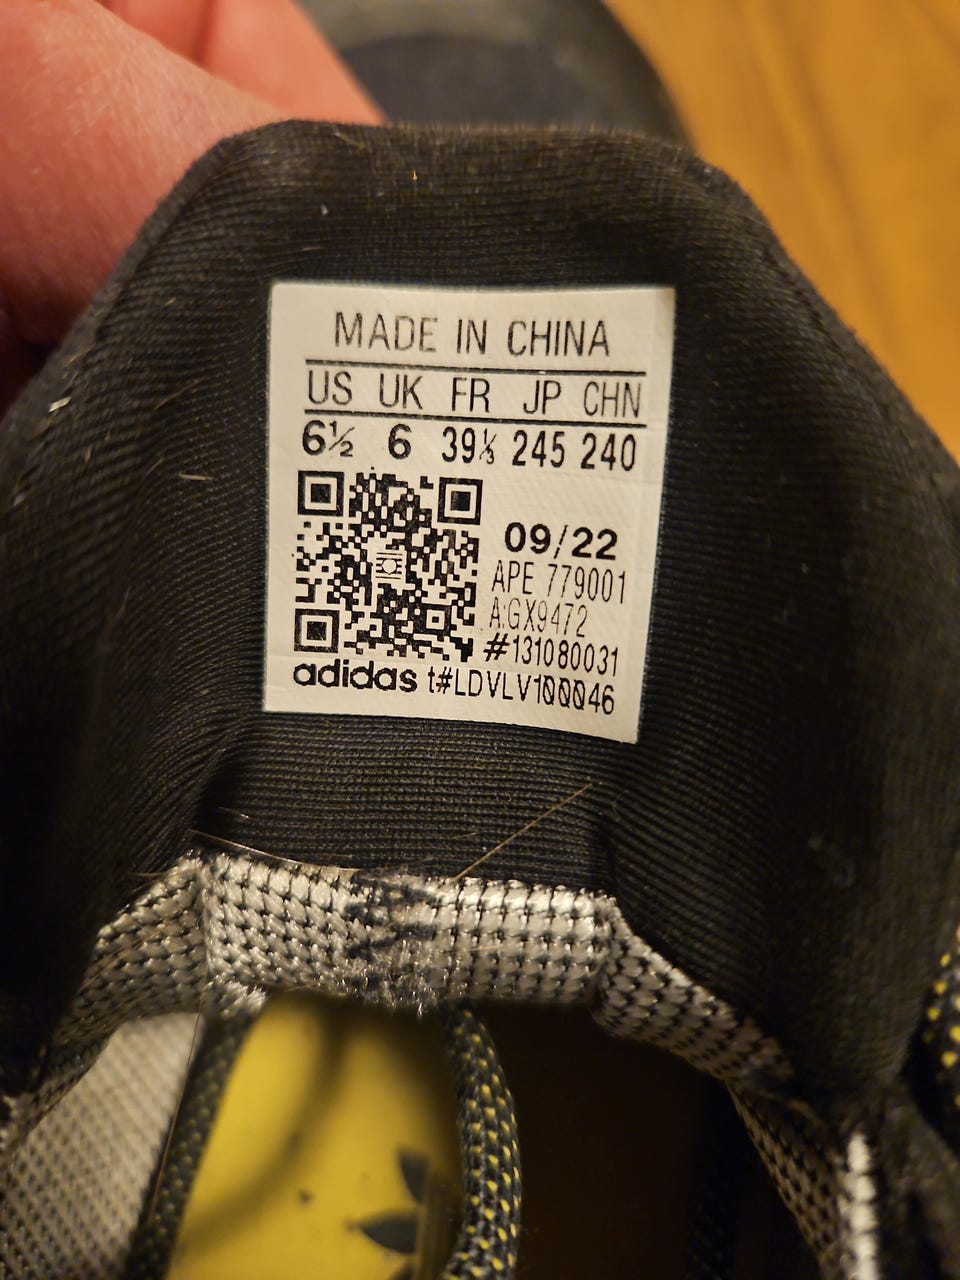 MADE IN CHINA
US UK FR JP CHN
6½ 6 39⅓ 245 240
09/22
APE 779001
A:GX9472
#131080031
adidas t#LDVLV100046